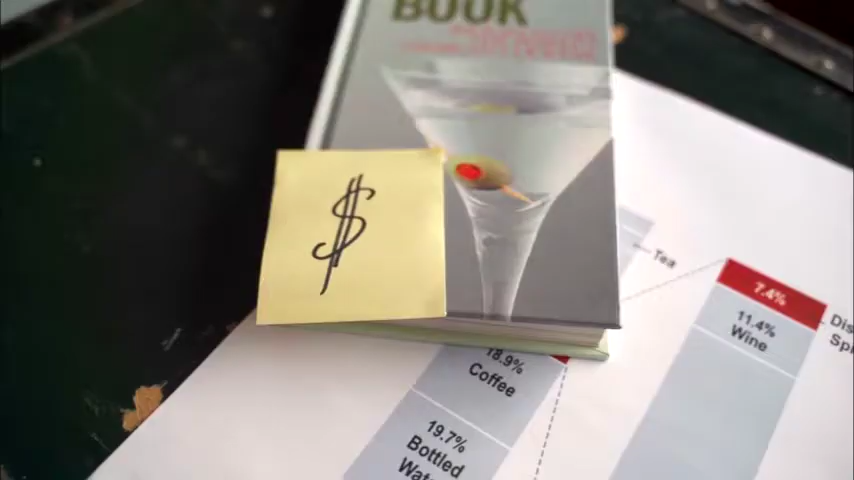 BOOK
$
Tea
7.4%
11.4%
Wine
18.9%
Coffee
19.7%
Bottled